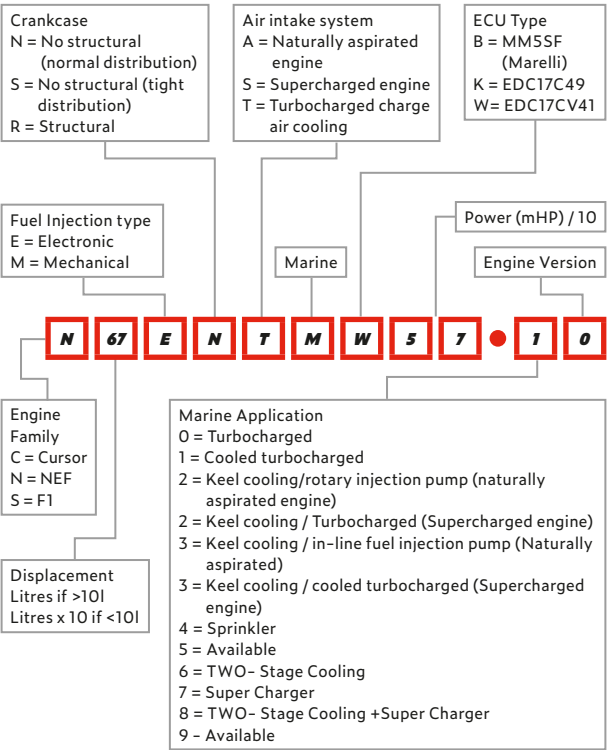 Crankcase
N = No structural
(normal distribution)
S = No structural (tight
distribution)
R = Structural
Air intake system
A = Naturally aspirated
engine
S = Supercharged engine
T = Turbocharged charge
air cooling
ECU Type
B = MM5SF
(Marelli)
K = EDC17C49
W= EDC17CV41
Fuel Injection type
E = Electronic
M = Mechanical
Marine
Power (mHP) / 10
Engine Version
N 67 E N T M W 5 7 • 1 0
Engine
Family
C = Cursor
N = NEF
S = F1
Displacement
Litres if >10l
Litres x 10 if <10l
Marine Application
0 = Turbocharged
1 = Cooled turbocharged
2 = Keel cooling/rotary injection pump (naturally
aspirated engine)
2 = Keel cooling / Turbocharged (Supercharged engine)
3 = Keel cooling / in-line fuel injection pump (Naturally
aspirated)
3 = Keel cooling / cooled turbocharged (Supercharged
engine)
4 = Sprinkler
5 = Available
6 = TWO- Stage Cooling
7 = Super Charger
8 = TWO- Stage Cooling +Super Charger
9 - Available